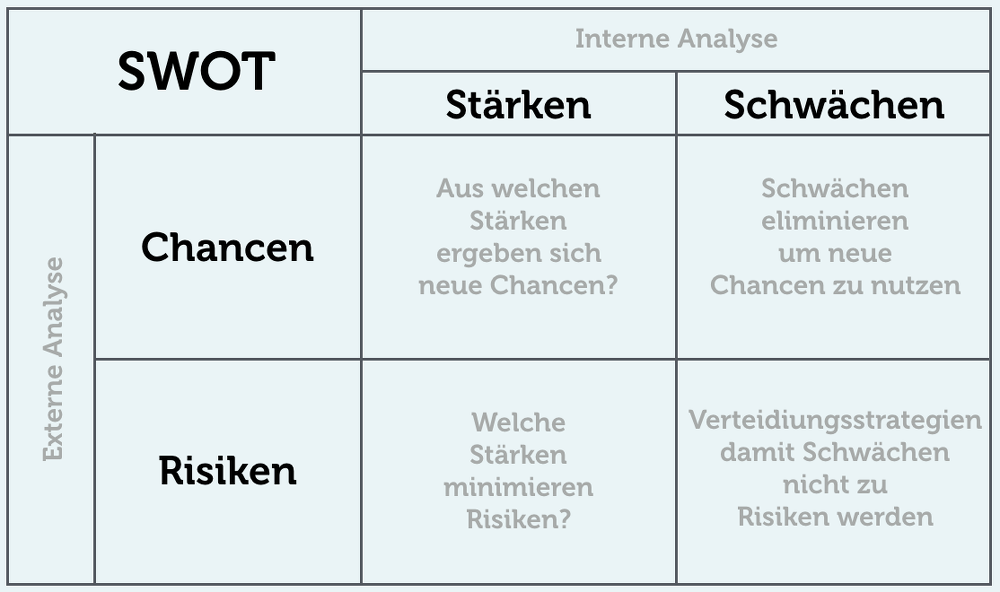 SWOT
Interne Analyse
Stärken
Schwächen
Externe Analyse
Chancen
Aus welchen
Stärken
ergeben sich
neue Chancen?
Schwächen
eliminieren
um neue
Chancen zu nutzen
Risiken
Welche
Stärken
minimieren
Risiken?
Verteidiungsstrategien
damit Schwächen
nicht zu
Risiken werden